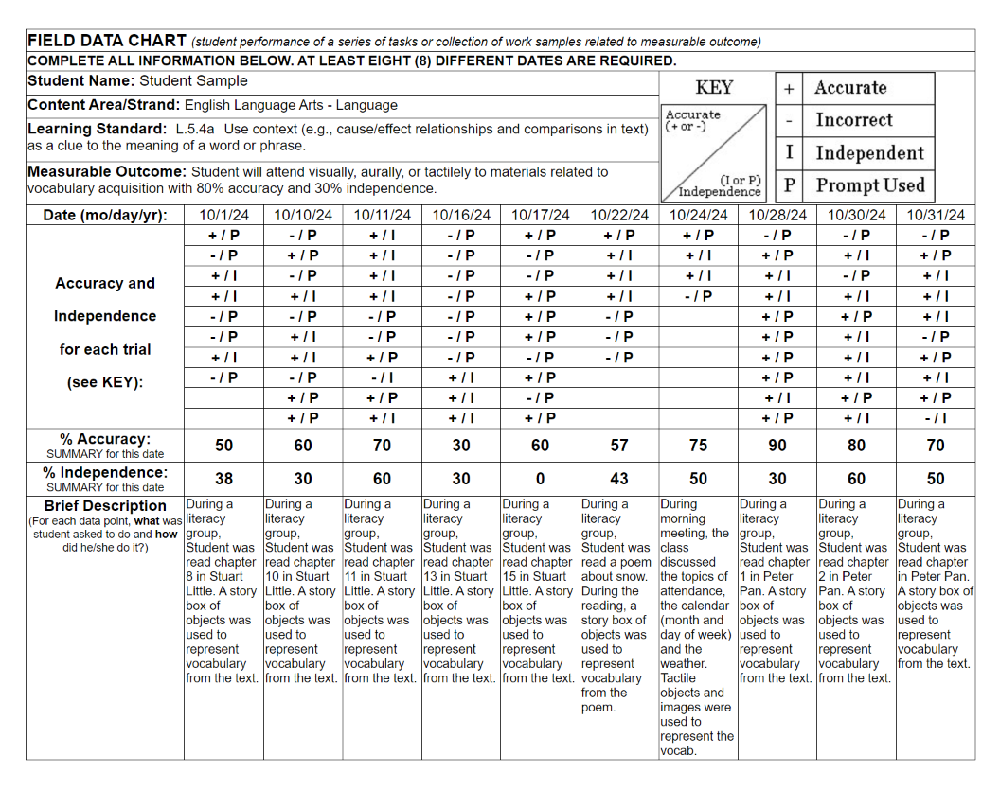 FIELD DATA CHART (student performance of a series of tasks or collection of work samples related to measurable outcome)
COMPLETE ALL INFORMATION BELOW. AT LEAST EIGHT (8) DIFFERENT DATES ARE REQUIRED.
Student Name: Student Sample
Content Area/Strand: English Language Arts - Language
Learning Standard: L.5.4a Use context (e.g., cause/effect relationships and comparisons in text)
as a clue to the meaning of a word or phrase.
Measurable Outcome: Student will attend visually, aurally, or tactilely to materials related to
vocabulary acquisition with 80% accuracy and 30% independence.
KEY
Accurate
(+ or -)
(I or P)
Independence
+ Accurate
- Incorrect
I Independent
P Prompt Used
Date (mo/day/yr): 10/1/24 10/10/24 10/11/24 10/16/24 10/17/24 10/22/24 10/24/24 10/28/24 10/30/24 10/31/24
Accuracy and
Independence
for each trial
(see KEY):
+ / P - / P + / I - / P + / P + / P + / P - / P - / P - / P
- / P + / P + / I - / P - / P + / I + / I + / P + / I + / P
+ / I - / P + / I - / P - / P + / I + / I + / I - / P + / I
+ / I + / P + / I - / P + / P + / I - / P + / I + / I + / I
- / P - / P - / P - / P + / P - / P + / P + / P + / I
- / P + / I - / P - / P + / P - / P + / P + / I - / P
+ / I + / I + / P - / P - / P - / P + / P + / I + / P
- / P - / P - / I + / I + / P + / P + / I + / I
+ / P + / P + / I - / P + / I + / P + / P
+ / P + / I + / I + / P + / P + / I - / I
% Accuracy:
SUMMARY for this date
50 60 70 30 60 57 75 90 80 70
% Independence:
SUMMARY for this date
38 30 60 30 0 43 50 30 60 50
Brief Description
(For each data point, what was
student asked to do and how
did he/she do it?)
During a
literacy
group,
Student was
read chapter
8 in Stuart
Little. A story
box of
objects was
used to
represent
vocabulary
from the text.
During a
literacy
group,
Student was
read chapter
10 in Stuart
Little. A story
box of
objects was
used to
represent
vocabulary
from the text.
During a
literacy
group,
Student was
read chapter
11 in Stuart
Little. A story
box of
objects was
used to
represent
vocabulary
from the text.
During a
literacy
group,
Student was
read chapter
13 in Stuart
Little. A story
box of
objects was
used to
represent
vocabulary
from the text.
During a
literacy
group,
Student was
read chapter
15 in Stuart
Little. A story
box of
objects was
used to
represent
vocabulary
from the text.
During a
literacy
group,
Student was
read a poem
about snow.
During the
reading, a
story box of
objects was
used to
represent
vocabulary
from the
poem.
During
morning
meeting, the
class
discussed
the topics of
attendance,
the calendar
(month and
day of week)
and the
weather.
Tactile
objects and
images were
used to
represent the
vocab.
During a
literacy
group,
Student was
read chapter
1 in Peter
Pan. A story
box of
objects was
used to
represent
vocabulary
from the text.
During a
literacy
group,
Student was
read chapter
2 in Peter
Pan. A story
box of
objects was
used to
represent
vocabulary
from the text.
During a
literacy
group,
Student was
read chapter
in Peter Pan.
A story box of
objects was
used to
represent
vocabulary
from the text.